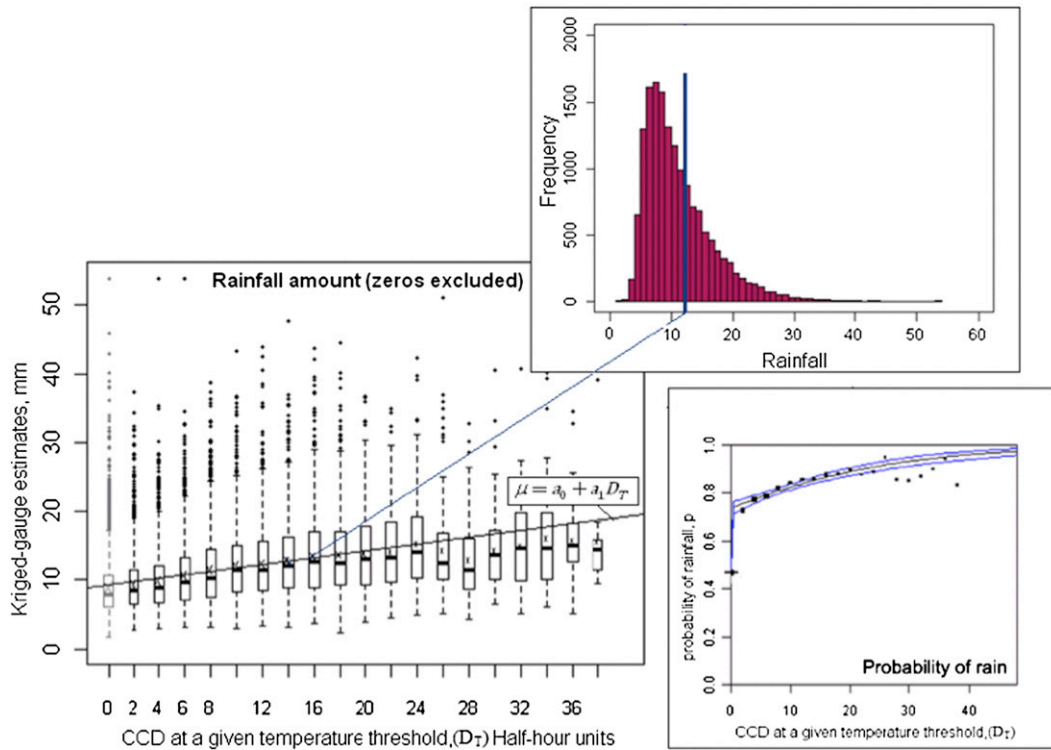 2000
1500
1000
500
0
Frequency
0 10 20 30 40 50 60
Rainfall
Rainfall amount (zeros excluded)
50
40
30
20
10
0
Kriged-gauge estimates, mm
μ = a₀ + a₁D_T
0 2 4 6 8 12 16 20 24 28 32 36
CCD at a given temperature threshold,(D_T) Half-hour units
1.0
0.8
0.6
0.4
0.2
0.0
probability of rainfall, p
Probability of rain
0 10 20 30 40
CCD at a given temperature threshold,(D_T)